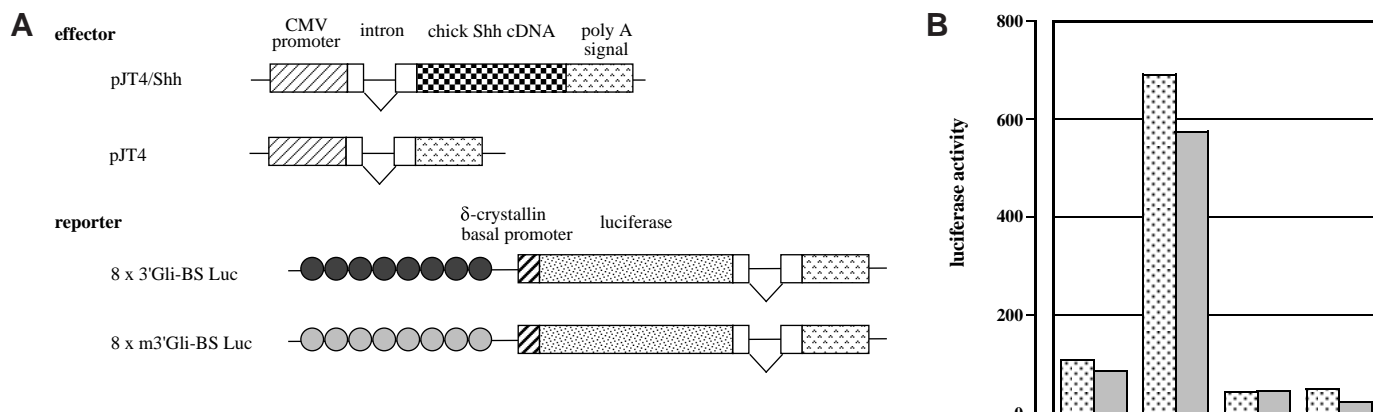 A
effector
CMV promoter
intron
chick Shh cDNA
poly A signal
pJT4/Shh
pJT4
reporter
δ-crystallin basal promoter
luciferase
8 x 3'Gli-BS Luc
8 x m3'Gli-BS Luc
B
luciferase activity
800
600
400
200
0